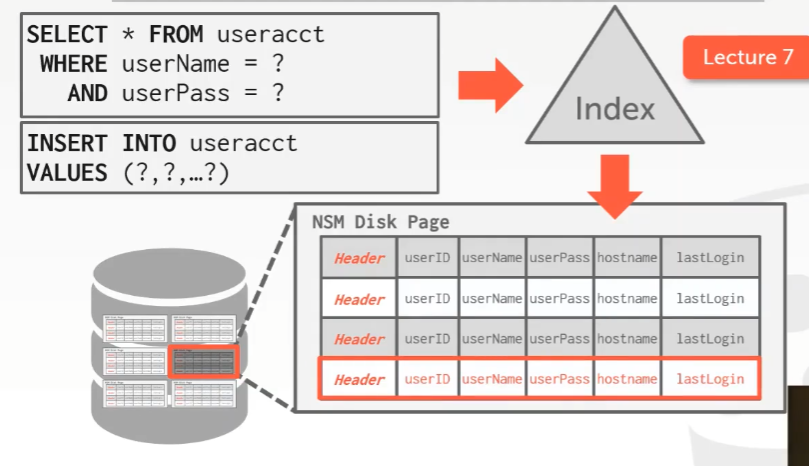 SELECT * FROM useracct
WHERE userName = ?
AND userPass = ?
INSERT INTO useracct
VALUES (?,?,…?)
Index
Lecture 7
NSM Disk Page
Header userID userName userPass hostname lastLogin
Header userID userName userPass hostname lastLogin
Header userID userName userPass hostname lastLogin
Header userID userName userPass hostname lastLogin